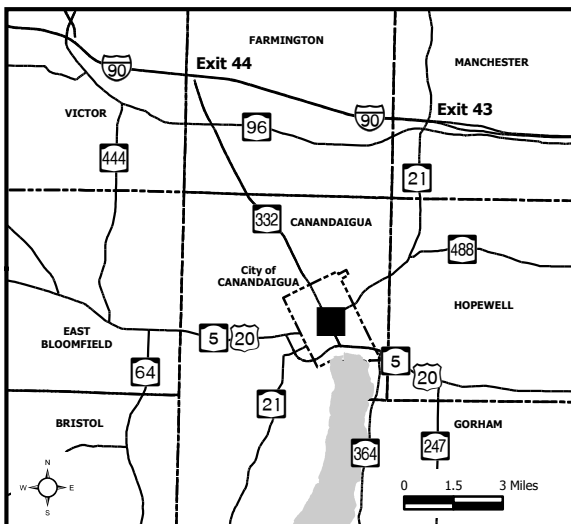 FARMINGTON
MANCHESTER
Exit 44
90
Exit 43
VICTOR
96
90
444
21
332
CANANDAIGUA
488
City of
CANANDAIGUA
HOPEWELL
EAST
BLOOMFIELD
5
20
5
20
64
21
BRISTOL
GORHAM
364
247
N
W
E
S
0
1.5
3 Miles